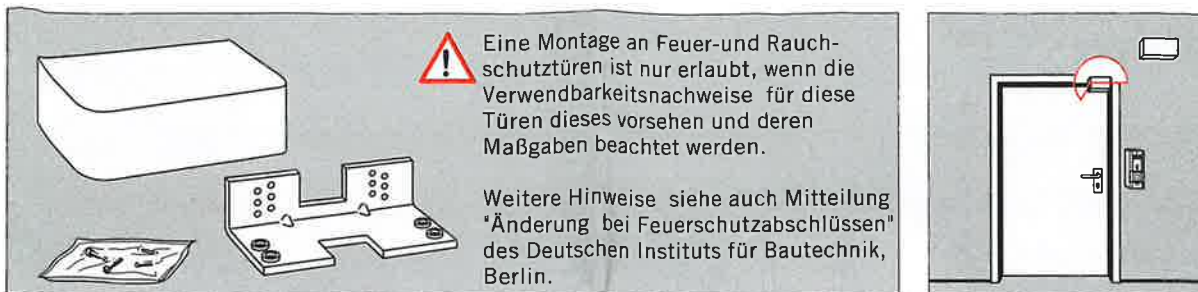 Eine Montage an Feuer-und Rauch-
schutztüren ist nur erlaubt, wenn die
Verwendbarkeitsnachweise für diese
Türen dieses vorsehen und deren
Maßgaben beachtet werden.
Weitere Hinweise siehe auch Mitteilung
"Änderung bei Feuerschutzabschlüssen"
des Deutschen Instituts für Bautechnik,
Berlin.